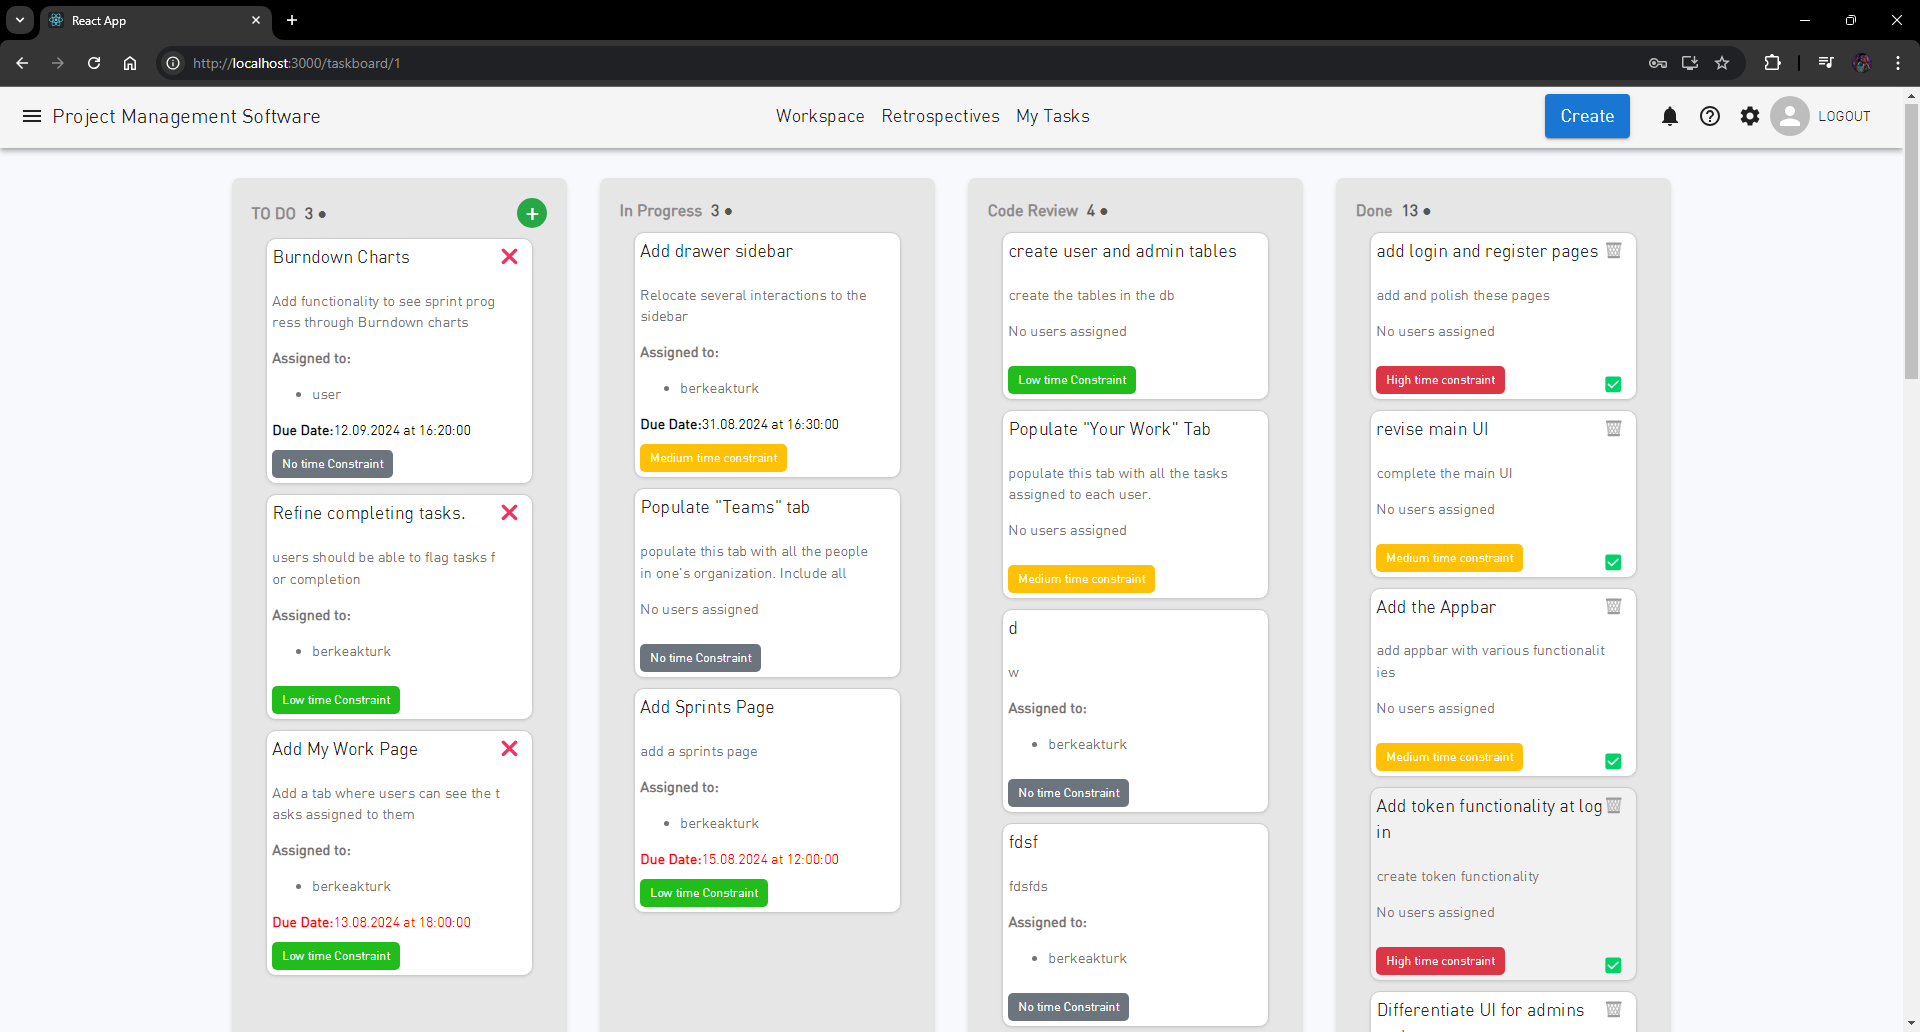 React App
http://localhost:3000/taskboard/1
Project Management Software
Workspace Retrospectives My Tasks
Create
LOGOUT
TO DO 3 ●
+
Burndown Charts
Add functionality to see sprint prog
ress through Burndown charts
Assigned to:
• user
Due Date:12.09.2024 at 16:20:00
No time Constraint
Refine completing tasks.
users should be able to flag tasks f
or completion
Assigned to:
• berkeakturk
Low time Constraint
Add My Work Page
Add a tab where users can see the t
asks assigned to them
Assigned to:
• berkeakturk
Due Date:13.08.2024 at 18:00:00
Low time Constraint
In Progress 3 ●
Add drawer sidebar
Relocate several interactions to the
sidebar
Assigned to:
• berkeakturk
Due Date:31.08.2024 at 16:30:00
Medium time constraint
Populate "Teams" tab
populate this tab with all the people
in one's organization. Include all
No users assigned
No time Constraint
Add Sprints Page
add a sprints page
Assigned to:
• berkeakturk
Due Date:15.08.2024 at 12:00:00
Low time Constraint
Code Review 4 ●
create user and admin tables
create the tables in the db
No users assigned
Low time Constraint
Populate "Your Work" Tab
populate this tab with all the tasks
assigned to each user.
No users assigned
Medium time constraint
d
w
Assigned to:
• berkeakturk
No time Constraint
fdsf
fdsfds
Assigned to:
• berkeakturk
No time Constraint
Done 13 ●
add login and register pages
add and polish these pages
No users assigned
High time constraint
revise main UI
complete the main UI
No users assigned
Medium time constraint
Add the Appbar
add appbar with various functionalit
ies
No users assigned
Medium time constraint
Add token functionality at log
in
create token functionality
No users assigned
High time constraint
Differentiate UI for admins